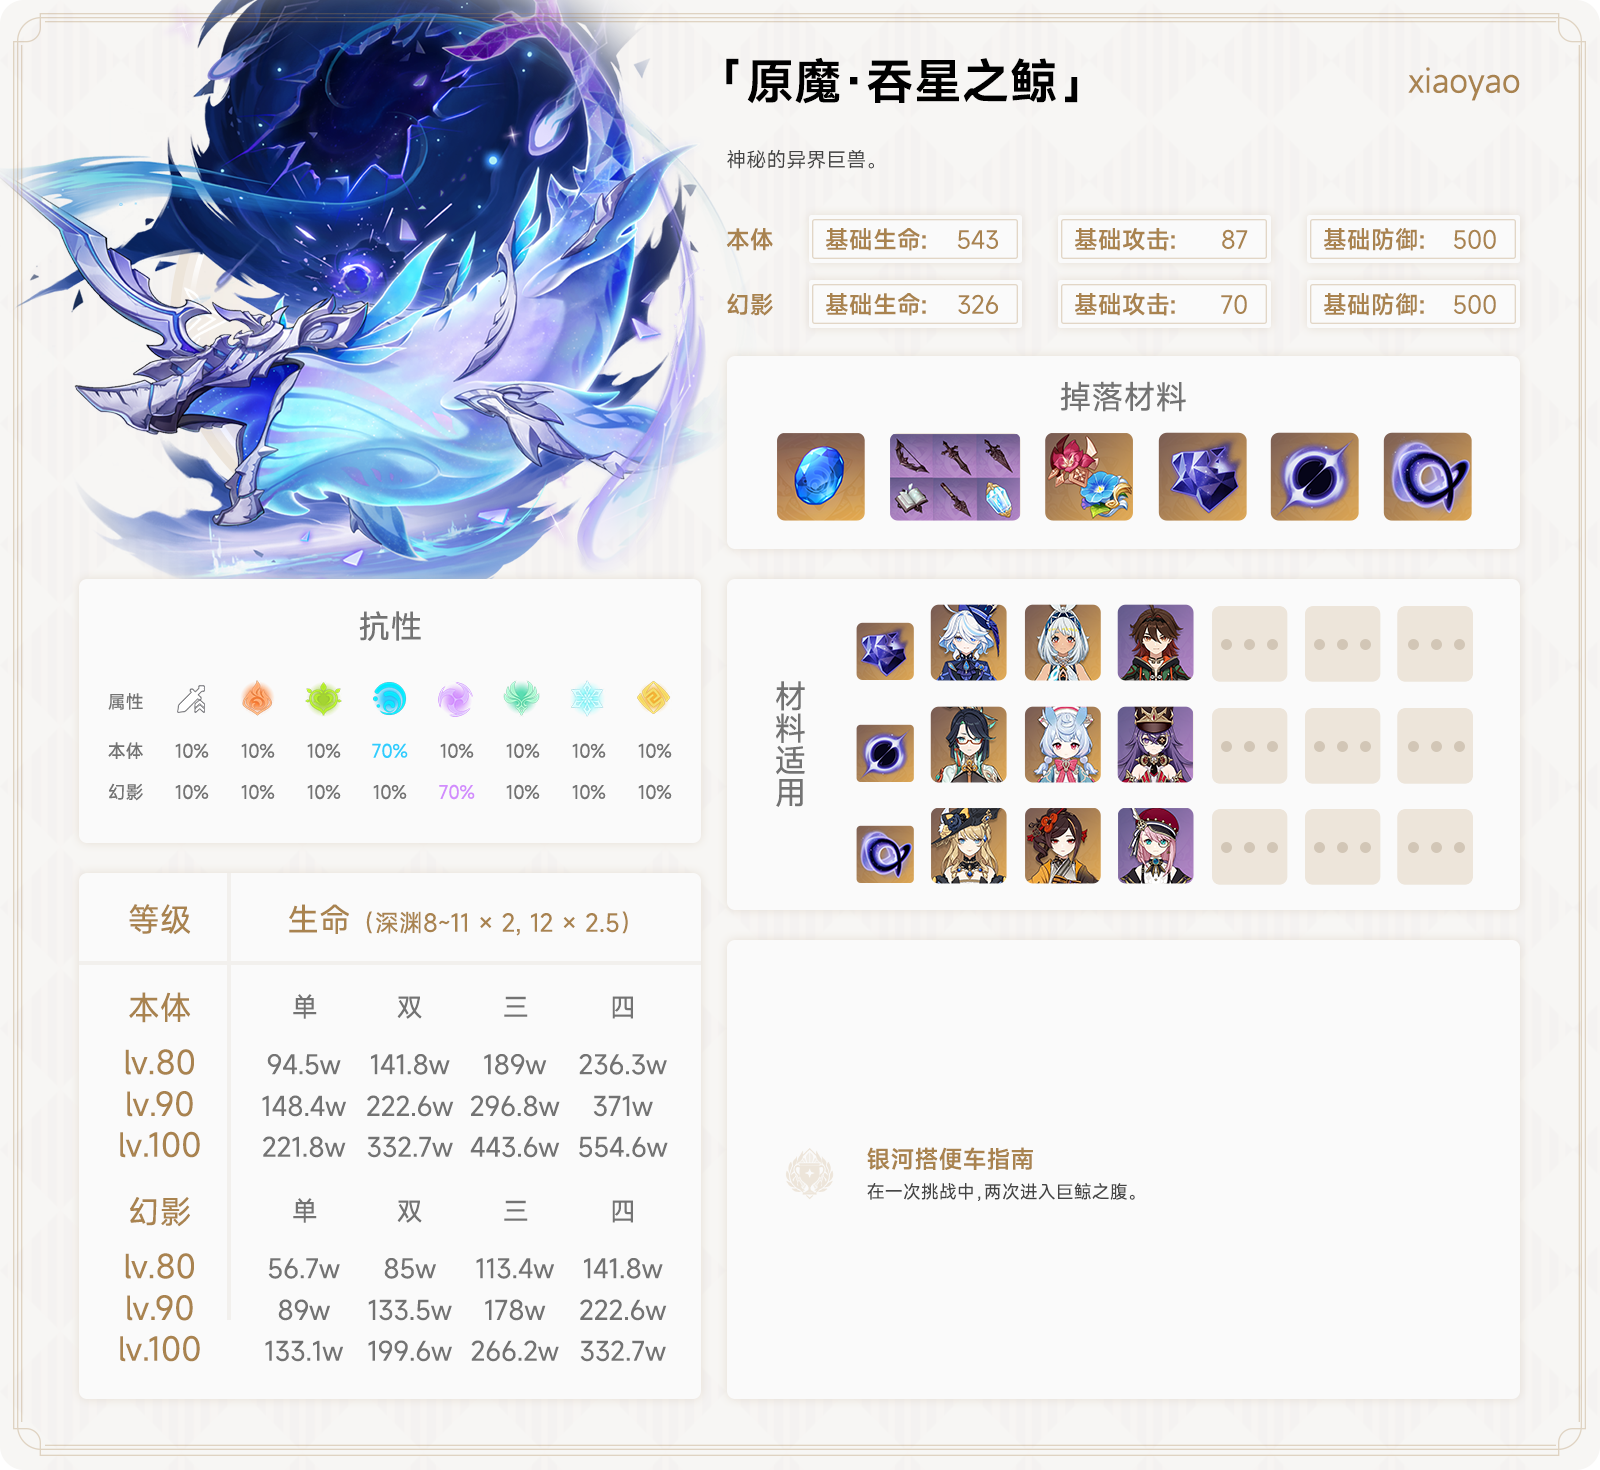 「原魔·吞星之鲸」
xiaoyao
神秘的异界巨兽。
本体 基础生命: 543 基础攻击: 87 基础防御: 500
幻影 基础生命: 326 基础攻击: 70 基础防御: 500
掉落材料
抗性
属性
本体 10% 10% 10% 70% 10% 10% 10% 10%
幻影 10% 10% 10% 10% 70% 10% 10% 10%
材料适用
等级 生命（深渊8~11 × 2, 12 × 2.5）
本体 单 双 三 四
lv.80 94.5w 141.8w 189w 236.3w
lv.90 148.4w 222.6w 296.8w 371w
lv.100 221.8w 332.7w 443.6w 554.6w
幻影 单 双 三 四
lv.80 56.7w 85w 113.4w 141.8w
lv.90 89w 133.5w 178w 222.6w
lv.100 133.1w 199.6w 266.2w 332.7w
银河搭便车指南
在一次挑战中,两次进入巨鲸之腹。